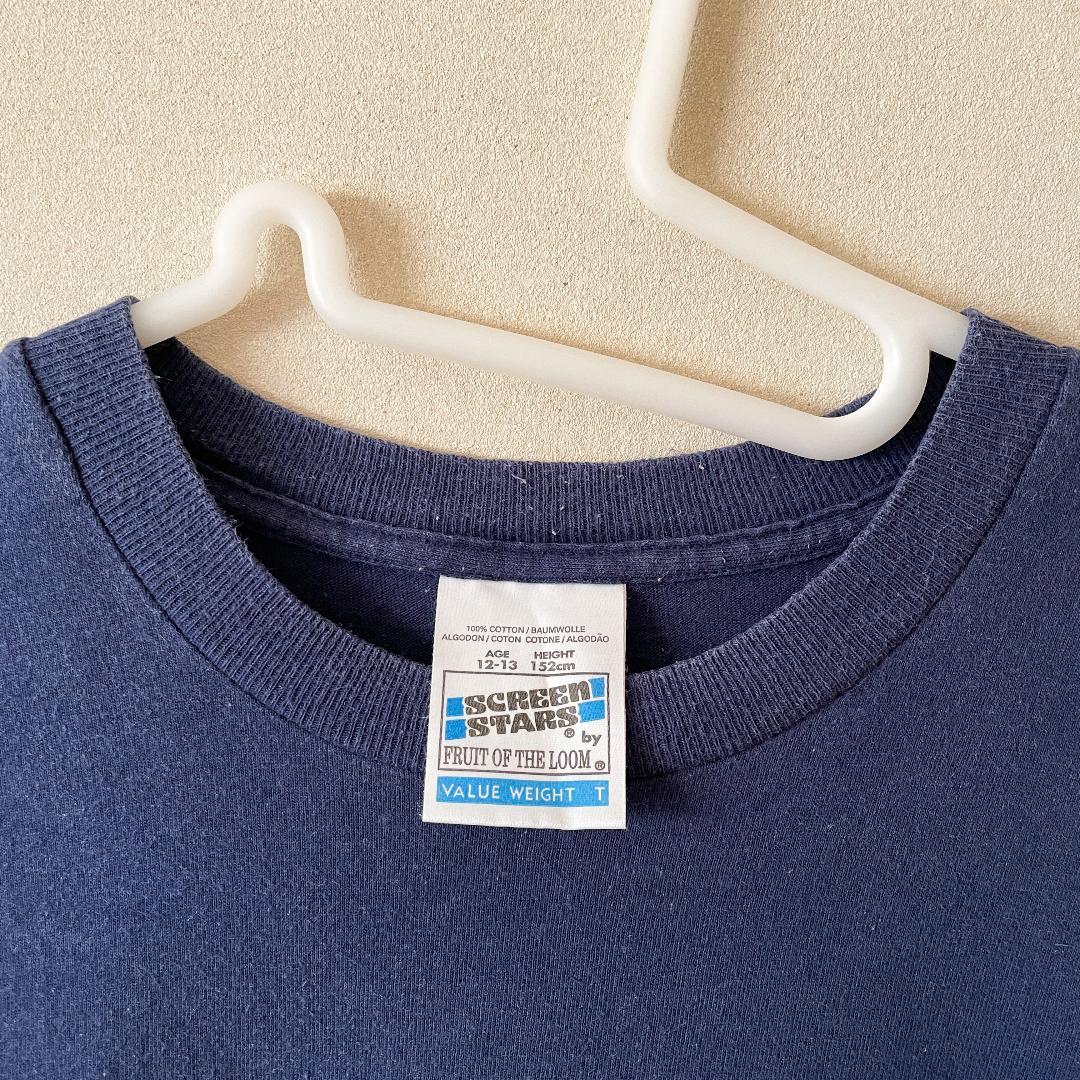 100% COTTON / BAUMWOLLE
ALGODON / COTON COTONE / ALGODÃO
AGE HEIGHT
12-13 152cm
SCREEN
STARS® by
FRUIT OF THE LOOM®
VALUE WEIGHT T